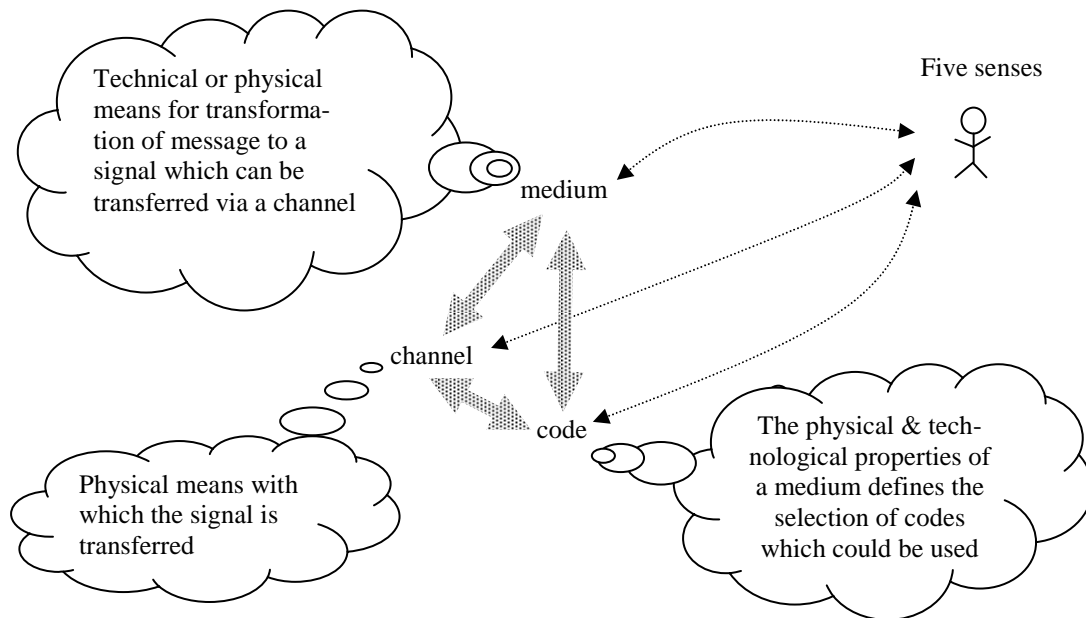 Technical or physical
means for transforma-
tion of message to a
signal which can be
transferred via a channel
Five senses
medium
channel
code
Physical means with
which the signal is
transferred
The physical & tech-
nological properties of
a medium defines the
selection of codes
which could be used